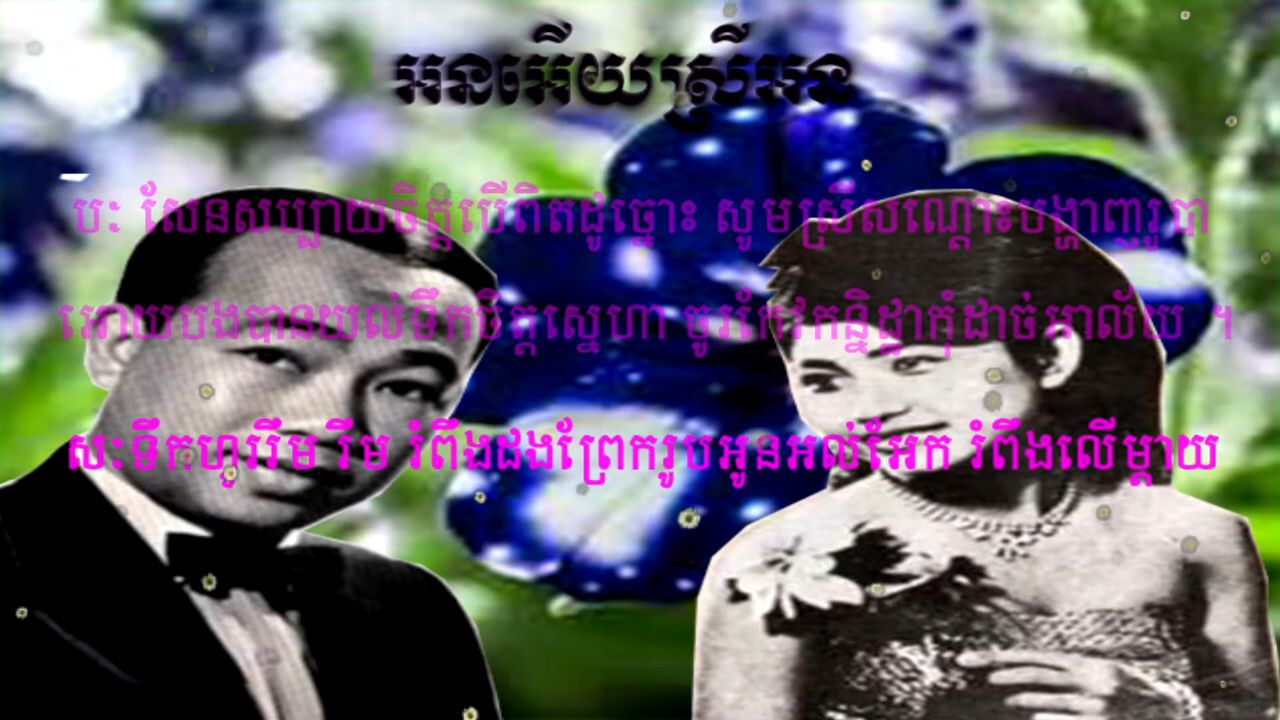 អនអើយស្រីអន
ប: សែនសប្បាយចិត្តបើពិតដូច្នោះ សូមស្រីសណ្ដោះបង្ហាញរូបា
អោយបងបានយល់ទឹកចិត្តស្នេហា ចូរកែវកន្និដ្ឋាកុំដាច់អាល័យ ។
ស:ទឹកហូររឹម រឹម រំពឹងដងព្រែករូបអូនអល់អែក រំពឹងលើម្ដាយ